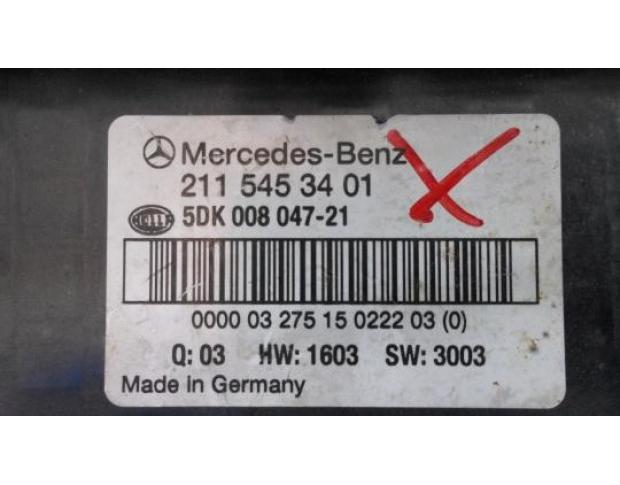 Mercedes-Benz
211 545 34 01
HELLA 5DK 008 047-21
0000 03 275 15 0222 03 (0)
Q: 03 HW: 1603 SW: 3003
Made in Germany